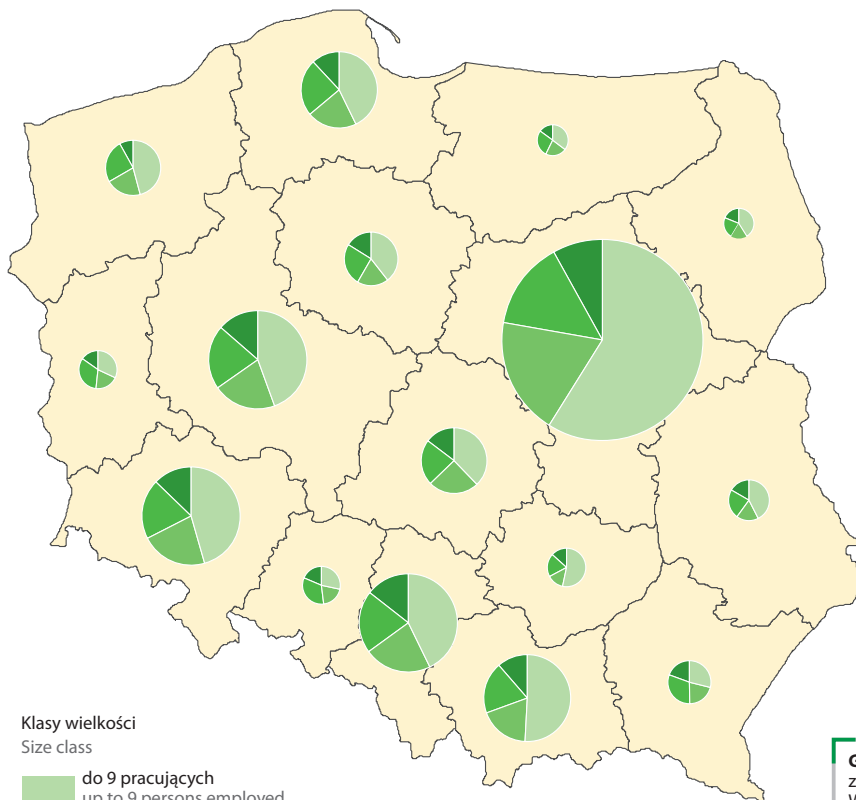 Klasy wielkości
Size class
do 9 pracujących
up to 9 persons employed
G
z